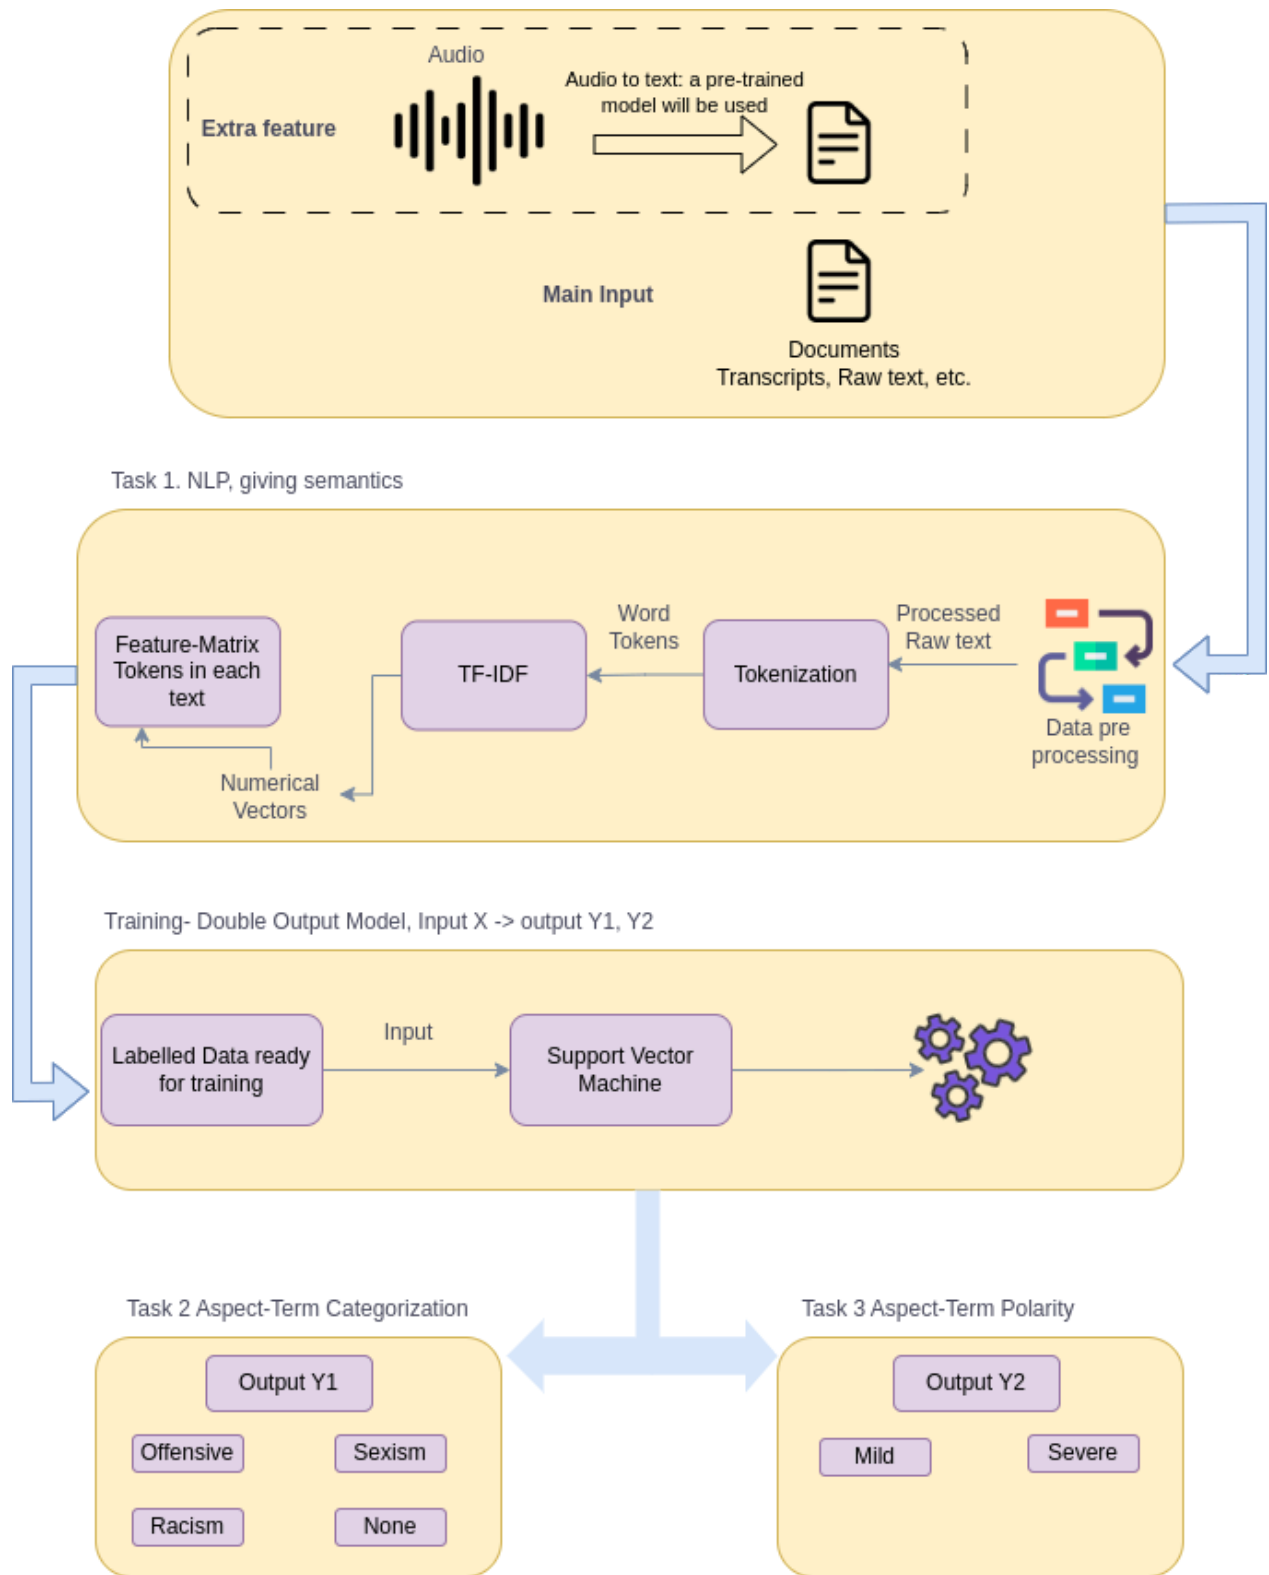 Audio
Audio to text: a pre-trained
model will be used
Extra feature
Main Input
Documents
Transcripts, Raw text, etc.
Task 1. NLP, giving semantics
Feature-Matrix
Tokens in each
text
TF-IDF
Word
Tokens
Tokenization
Processed
Raw text
Data pre
processing
Numerical
Vectors
Training- Double Output Model, Input X -> output Y1, Y2
Labelled Data ready
for training
Input
Support Vector
Machine
Task 2 Aspect-Term Categorization
Output Y1
Offensive
Sexism
Racism
None
Task 3 Aspect-Term Polarity
Output Y2
Mild
Severe